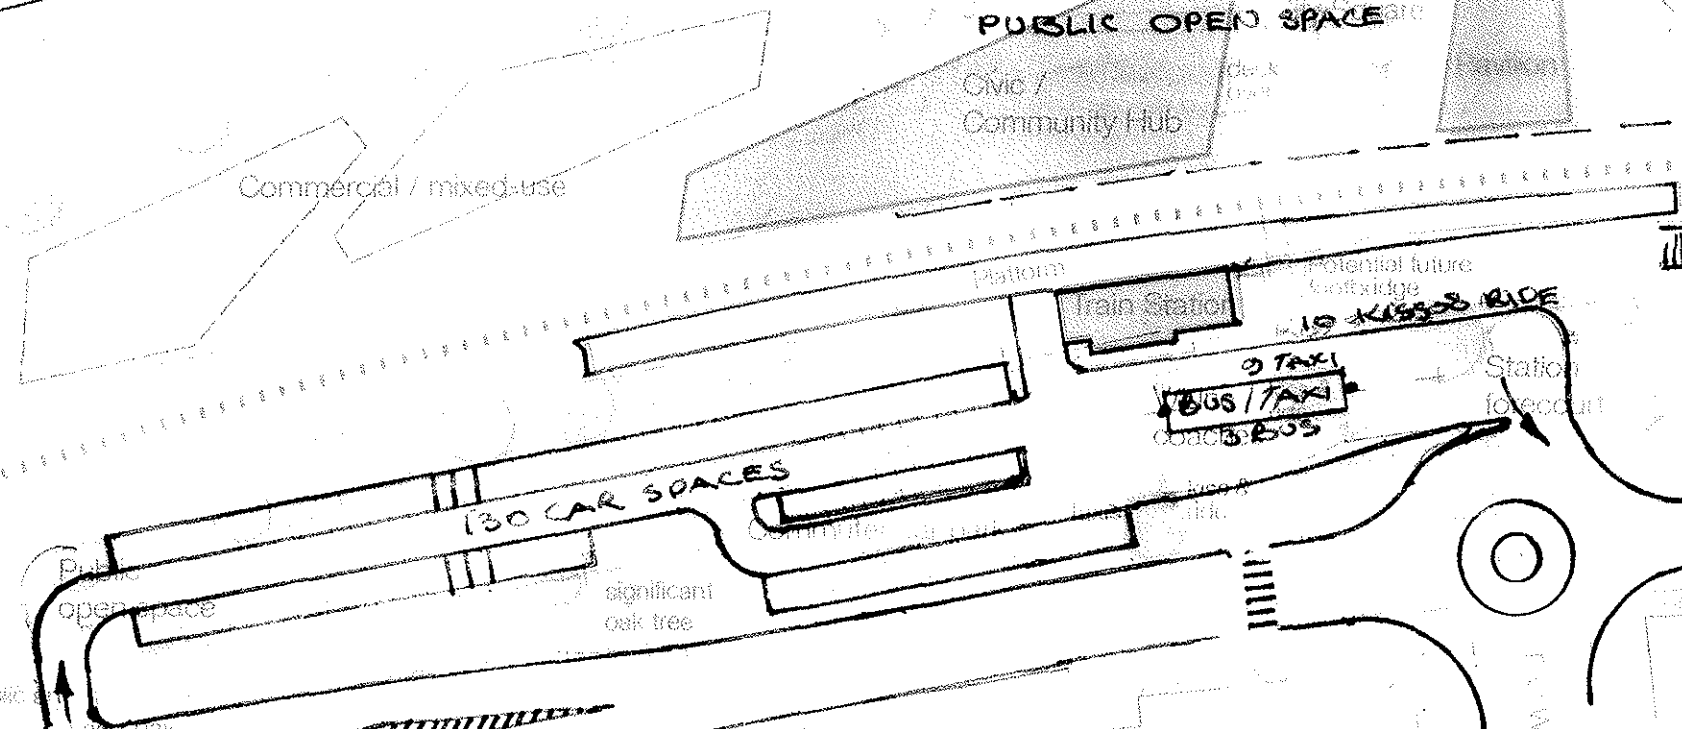 PUBLIC OPEN SPACE
Civic /
Community Hub
Commercial / mixed-use
Platform
Potential future
footbridge
Train Station
10 KISS & RIDE
9 TAXI
Station
forecourt
BUS / TAXI
3 BUS
130 CAR SPACES
Public
open space
significant
oak tree